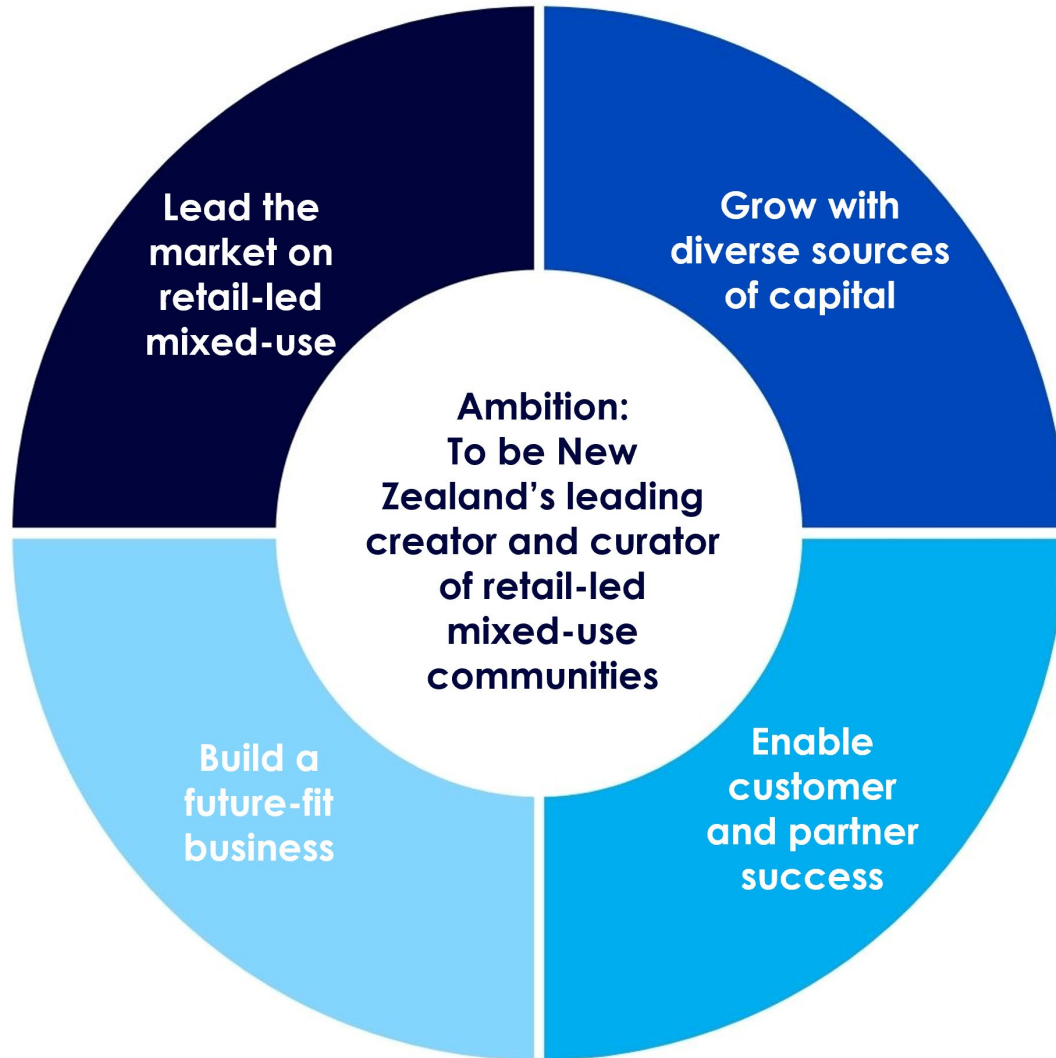 Lead the
market on
retail-led
mixed-use
Grow with
diverse sources
of capital
Ambition:
To be New
Zealand’s leading
creator and curator
of retail-led
mixed-use
communities
Build a
future-fit
business
Enable
customer
and partner
success